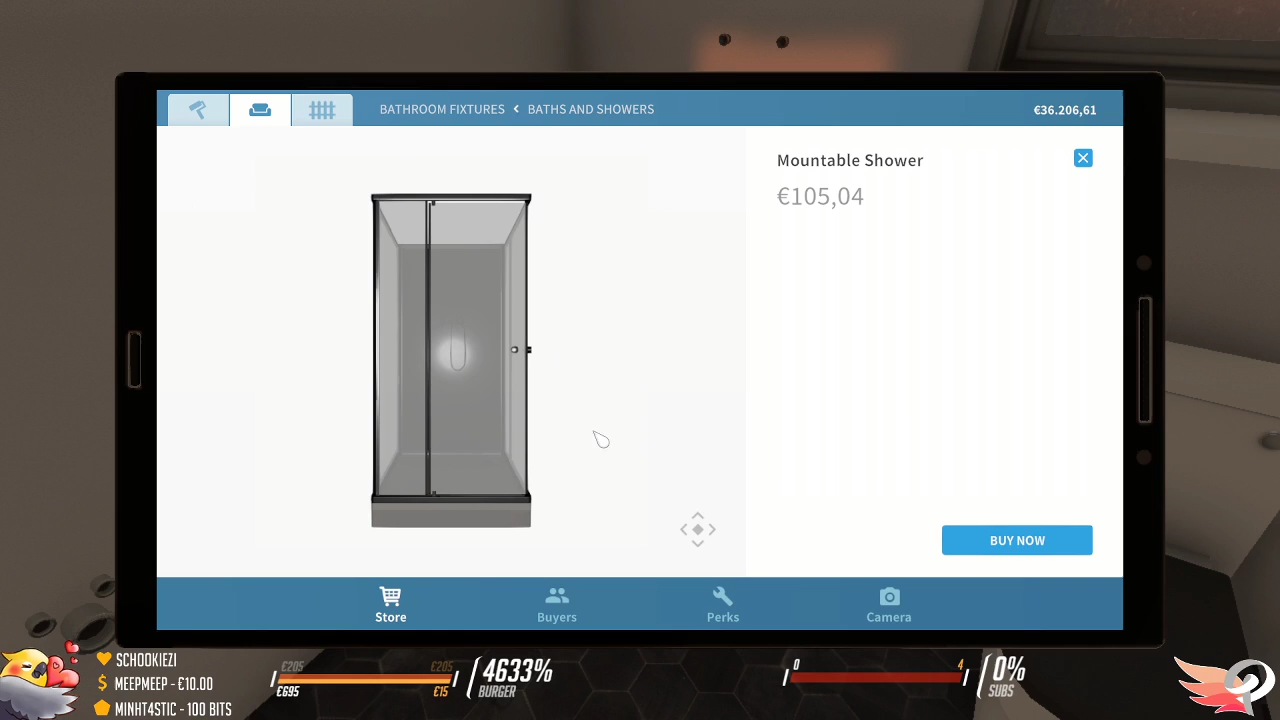 BATHROOM FIXTURES < BATHS AND SHOWERS
€36.206,61
Mountable Shower
€105,04
BUY NOW
Store
Buyers
Perks
Camera
SCHOOKIEZI
MEEPMEEP - €10.00
MINHT4STIC - 100 BITS
€205
€205
€695
€15
4633%
BURGER
0
4
0%
SUBS